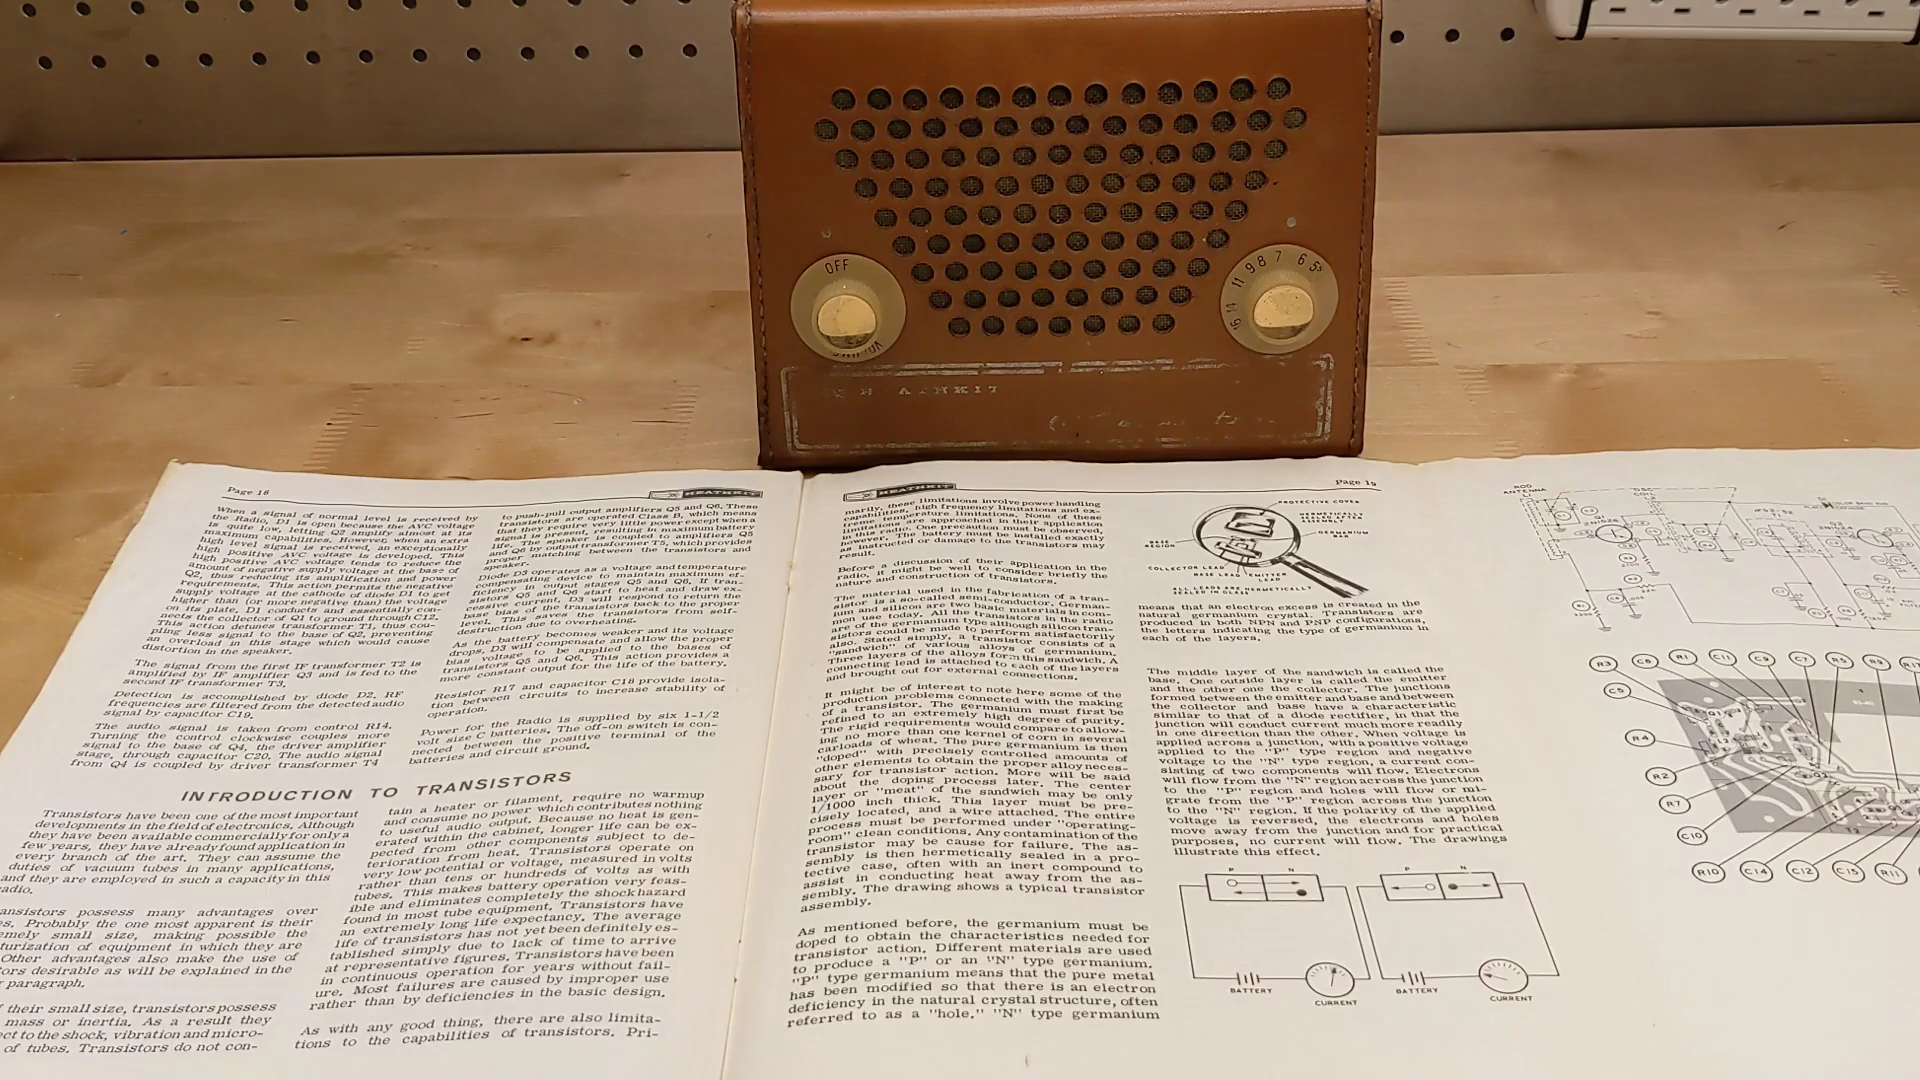 OFF
11 9 8 7 6 5
16 14
ATHKIT
Page 18
HEATHKIT
When a signal of normal level is received by
the Radio, D1 is open because the AVC voltage
is quite low, letting Q2 amplify almost at its
maximum capabilities. However, when an extra
high level signal is received, an exceptionally
high positive AVC voltage is developed. This
high positive AVC voltage tends to reduce the
amount of negative supply voltage at the base of
Q2, thus reducing its amplification and power
requirements. This action permits the negative
supply voltage at the cathode of diode D1 to get
higher than (or more negative than) the voltage
on its plate. D1 conducts and essentially con-
nects the collector of Q1 to ground through C12.
This action detunes transformer T1, thus cou-
pling less signal to the base of Q2, preventing
an overload in this stage which would cause
distortion in the speaker.
The signal from the first IF transformer T2 is
amplified by IF amplifier Q3 and is fed to the
second IF transformer T3.
Detection is accomplished by diode D2. RF
frequencies are filtered from the detected audio
signal by capacitor C19.
The audio signal is taken from control R14.
Turning the control clockwise couples more
signal to the base of Q4, the driver amplifier
stage, through capacitor C20. The audio signal
from Q4 is coupled by driver transformer T4
to push-pull output amplifiers Q5 and Q6. These
transistors are operated Class B, which means
that they require very little power except when a
signal is present, resulting in maximum battery
life. The speaker is coupled to amplifiers Q5
and Q6 by output transformer T5, which provides
proper matching between the transistors and
speaker.
Diode D3 operates as a voltage and temperature
compensating device to maintain maximum ef-
ficiency in output stages Q5 and Q6. If tran-
sistors Q5 and Q6 start to heat and draw ex-
cessive current, D3 will respond to return the
base bias of the transistors back to the proper
level. This saves the transistors from self-
destruction due to overheating.
As the battery becomes weaker and its voltage
drops, D3 will compensate and allow the proper
bias voltage to be applied to the bases of
transistors Q5 and Q6. This action provides a
more constant output for the life of the battery.
Resistor R17 and capacitor C18 provide isola-
tion between circuits to increase stability of
operation.
Power for the Radio is supplied by six 1-1/2
volt size C batteries. The off-on switch is con-
nected between the positive terminal of the
batteries and circuit ground.
INTRODUCTION TO TRANSISTORS
Transistors have been one of the most important
developments in the field of electronics. Although
they have been available commercially for only a
few years, they have already found application in
every branch of the art. They can assume the
duties of vacuum tubes in many applications,
and they are employed in such a capacity in this
adio.
ansistors possess many advantages over
es. Probably the one most apparent is their
emely small size, making possible the
turization of equipment in which they are
Other advantages also make the use of
ors desirable as will be explained in the
paragraph.
their small size, transistors possess
mass or inertia. As a result they
ect to the shock, vibration and micro-
of tubes. Transistors do not con-
tain a heater or filament, require no warmup
and consume no power which contributes nothing
to useful audio output. Because no heat is gen-
erated within the cabinet, longer life can be ex-
pected from other components subject to de-
terioration from heat. Transistors operate on
very low potential or voltage, measured in volts
rather than tens or hundreds of volts as with
tubes. This makes battery operation very feas-
ible and eliminates completely the shock hazard
found in most tube equipment. Transistors have
an extremely long life expectancy. The average
life of transistors has not yet been definitely es-
tablished simply due to lack of time to arrive
at representative figures. Transistors have been
in continuous operation for years without fail-
ure. Most failures are caused by improper use
rather than by deficiencies in the basic design.
As with any good thing, there are also limita-
tions to the capabilities of transistors. Pri-
HEATHKIT
Page 19
marily, these limitations involve power handling
capabilities, high frequency limitations and ex-
treme temperature limitations. None of these
limitations are approached in their application
in this radio. One precaution must be observed,
however. The battery must be installed exactly
as instructed or damage to the transistors may
result.
Before a discussion of their application in the
radio, it might be well to consider briefly the
nature and construction of transistors.
The material used in the fabrication of a tran-
sistor is a so-called semi-conductor. German-
ium and silicon are two basic materials in com-
mon use today. All the transistors in the radio
are of the germanium type although silicon tran-
sistors could be made to perform satisfactorily
also. Stated simply, a transistor consists of a
"sandwich" of various alloys of germanium.
Three layers of the alloys form this sandwich. A
connecting lead is attached to each of the layers
and brought out for external connections.
It might be of interest to note here some of the
production problems connected with the making
of a transistor. The germanium must first be
refined to an extremely high degree of purity.
The rigid requirements would compare to allow-
ing no more than one kernel of corn in several
carloads of wheat. The pure germanium is then
"doped" with precisely controlled amounts of
other elements to obtain the proper alloy neces-
sary for transistor action. More will be said
about the doping process later. The center
layer or "meat" of the sandwich may be only
1/1000 inch thick. This layer must be pre-
cisely located, and a wire attached. The entire
process must be performed under "operating-
room" clean conditions. Any contamination of the
transistor may be cause for failure. The as-
sembly is then hermetically sealed in a pro-
tective case, often with an inert compound to
assist in conducting heat away from the as-
sembly. The drawing shows a typical transistor
assembly.
As mentioned before, the germanium must be
doped to obtain the characteristics needed for
transistor action. Different materials are used
to produce a "P" or an "N" type germanium.
"P" type germanium means that the pure metal
has been modified so that there is an electron
deficiency in the natural crystal structure, often
referred to as a "hole." "N" type germanium
PROTECTIVE COVER
HERMETICALLY
ASSEMBLY
GERMANIUM
BAR
BASE
REGION
COLLECTOR LEAD
BASE LEAD
EMITTER
LEAD
ALL LEADS HERMETICALLY
SEALED IN GLASS
means that an electron excess is created in the
natural germanium crystal. Transistors are
produced in both NPN and PNP configurations,
the letters indicating the type of germanium in
each of the layers.
The middle layer of the sandwich is called the
base. One outside layer is called the emitter
and the other one the collector. The junctions
formed between the emitter and base and between
the collector and base have a characteristic
similar to that of a diode rectifier, in that the
junction will conduct current much more readily
in one direction than the other. When voltage is
applied across a junction, with a positive voltage
applied to the "P" type region and negative
voltage to the "N" type region, a current con-
sisting of two components will flow. Electrons
will flow from the "N" region across the junction
to the "P" region and holes will flow or mi-
grate from the "P" region across the junction
to the "N" region. If the polarity of the applied
voltage is reversed, the electrons and holes
move away from the junction and for practical
purposes, no current will flow. The drawings
illustrate this effect.
P N
P N
BATTERY
CURRENT
BATTERY
CURRENT
ROD
ANTENNA
R3 C6 R1 C11 C9 C7 R5 R9
C5
R4
R2
R7
C10
R10 C14 C12 C15 R11